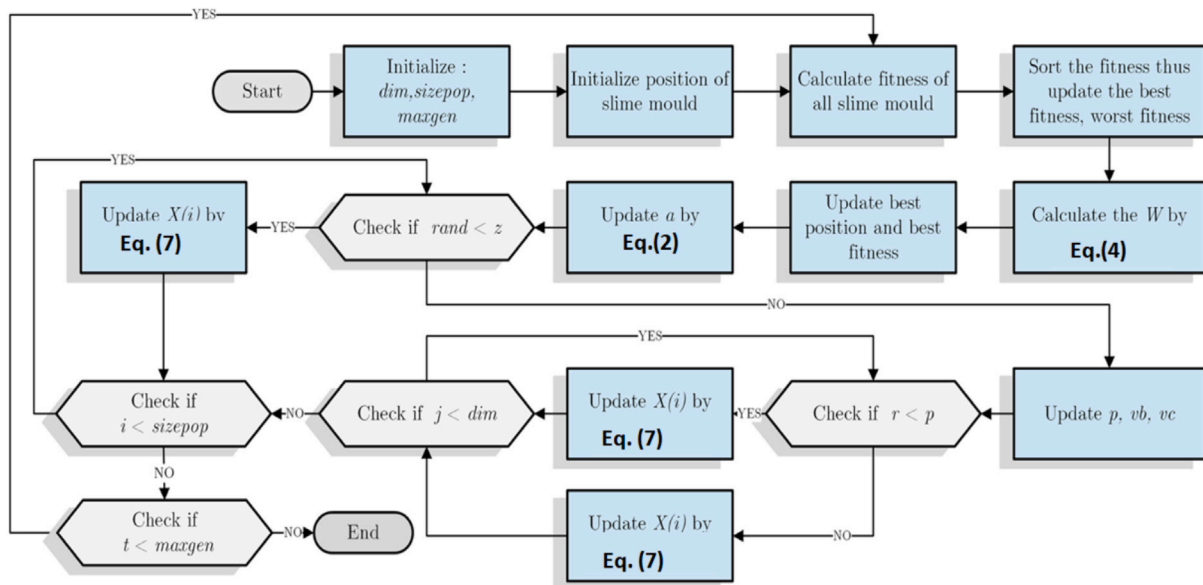 YES
Start
Initialize :
dim,sizepop,
maxgen
Initialize position of
slime mould
Calculate fitness of
all slime mould
Sort the fitness thus
update the best
fitness, worst fitness
YES
Update X(i) by
Eq. (7)
YES
Check if rand < z
Update a by
Eq.(2)
Update best
position and best
fitness
Calculate the W by
Eq.(4)
NO
YES
Check if
i < sizepop
NO
Check if j < dim
Update X(i) by
Eq. (7)
YES
Check if r < p
Update p, vb, vc
NO
Check if
t < maxgen
NO
End
Update X(i) by
Eq. (7)
NO